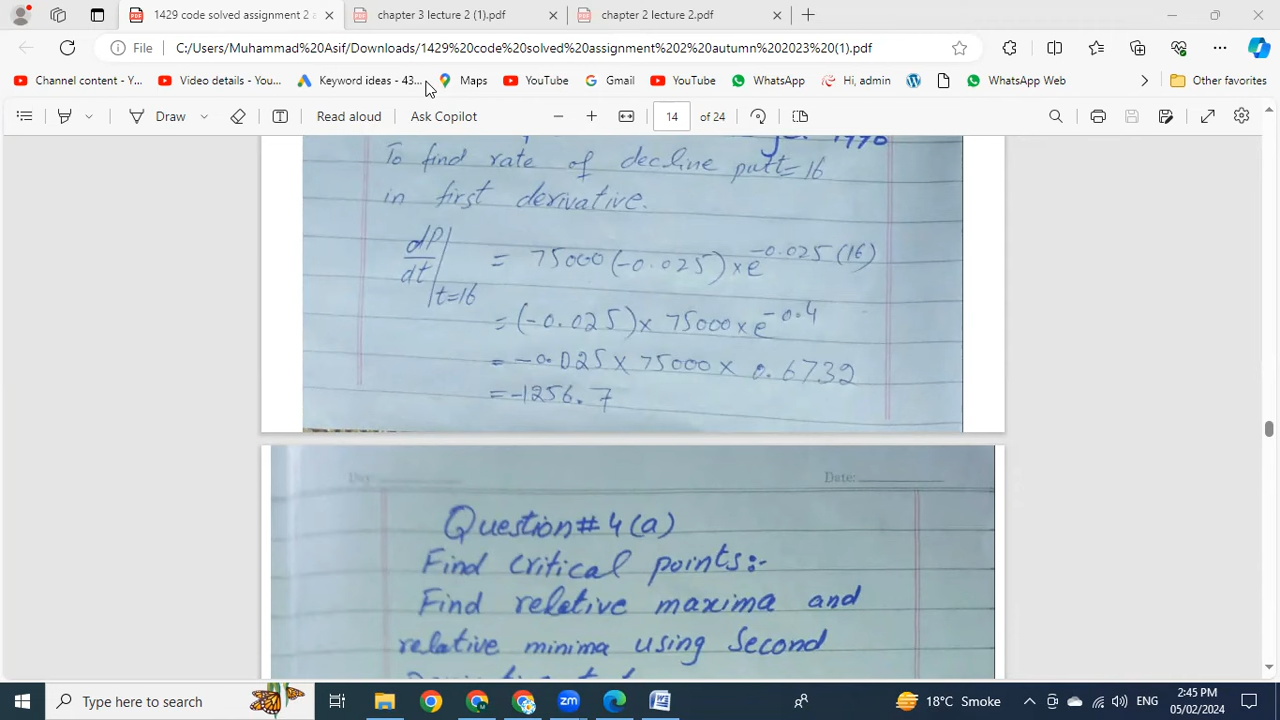 1429 code solved assignment 2 a
chapter 3 lecture 2 (1).pdf
chapter 2 lecture 2.pdf
File
C:/Users/Muhammad%20Asif/Downloads/1429%20code%20solved%20assignment%202%20autumn%202023%20(1).pdf
Channel content - Y...
Video details - You...
Keyword ideas - 43...
Maps
YouTube
Gmail
YouTube
WhatsApp
Hi, admin
WhatsApp Web
Other favorites
Draw
Read aloud
Ask Copilot
14 of 24
1990
To find rate of decline put t=16
in first derivative.
dP/dt|t=16 = 75000(-0.025)×e^-0.025(16)
=(-0.025)× 75000×e^-0.4
= -0.025× 75000× 0.6732
=-1256.7
Day: Date:
Question# 4(a)
Find critical points:-
Find relative maxima and
relative minima using Second
Type here to search
18°C Smoke
ENG
2:45 PM
05/02/2024